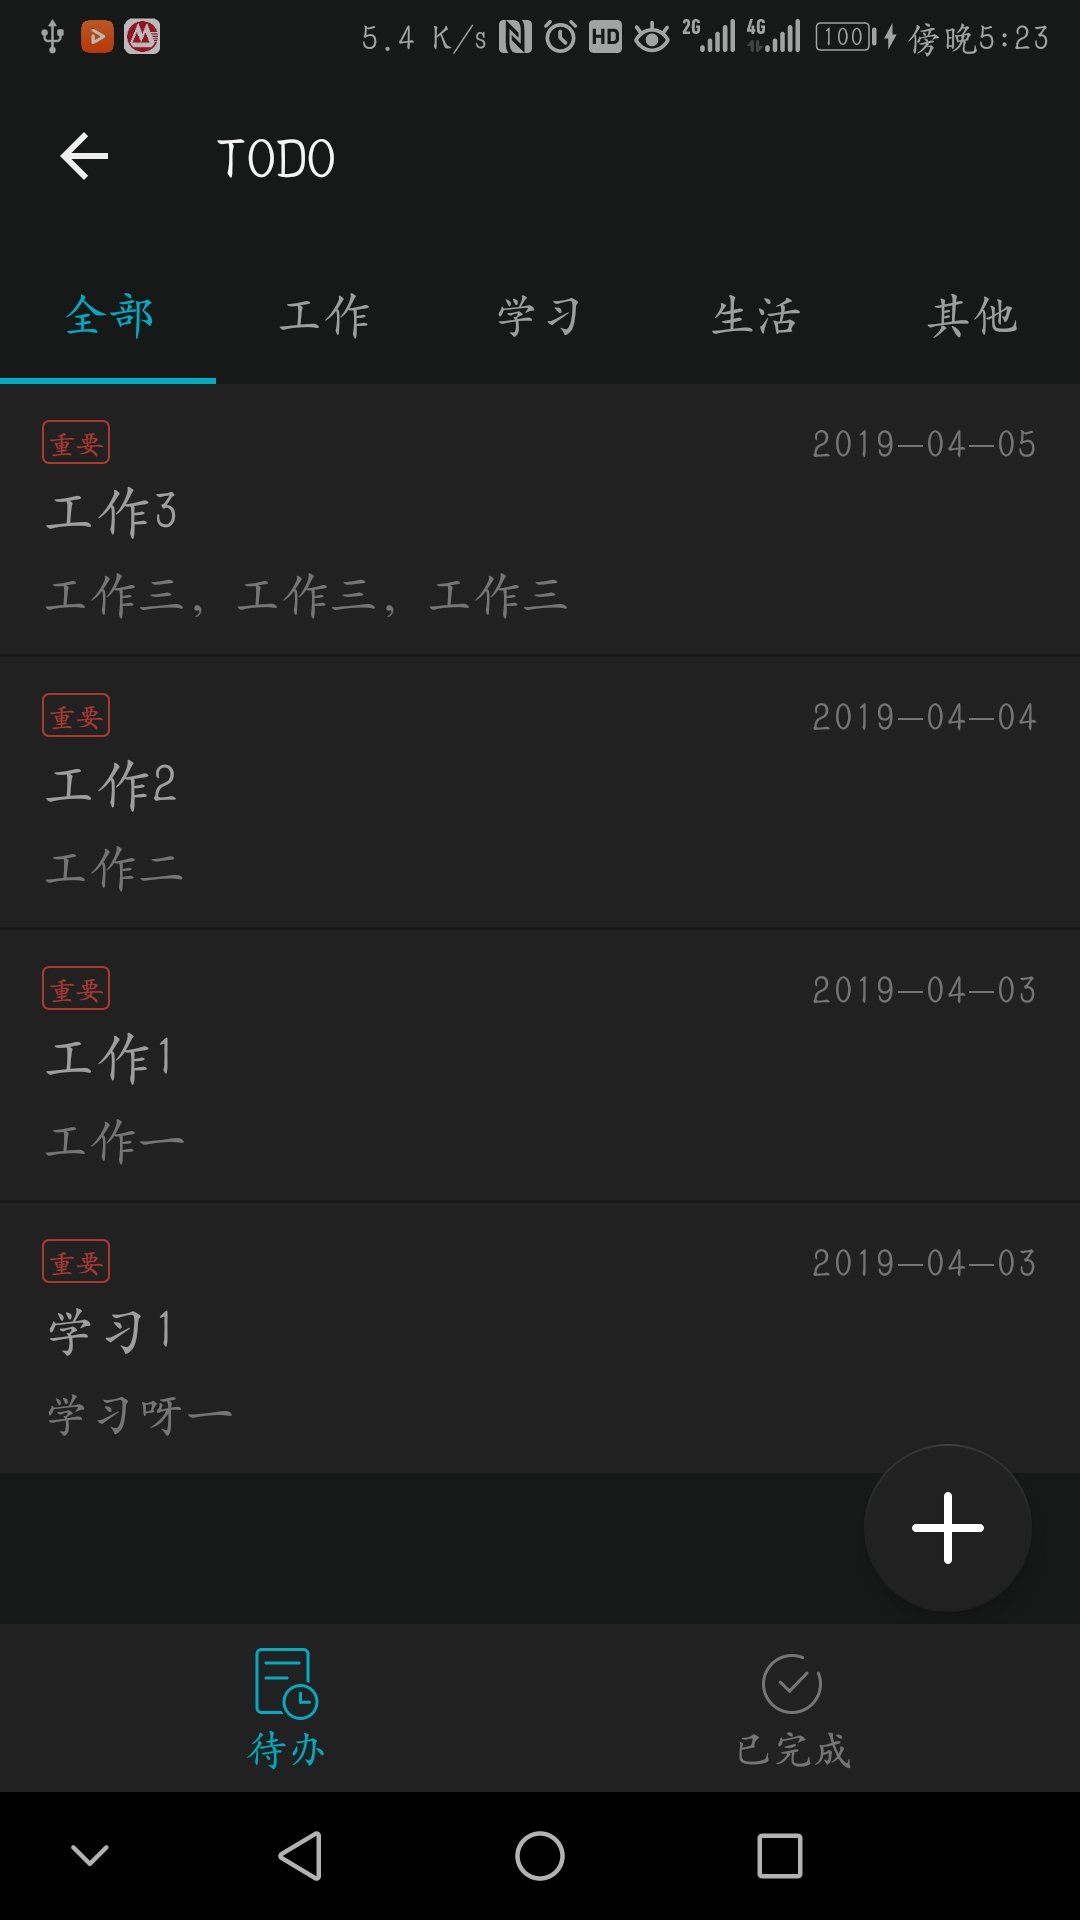 5.4 K/s HD 2G 4G 100 傍晚5:23
TODO
全部 工作 学习 生活 其他
重要 2019-04-05
工作3
工作三，工作三，工作三
重要 2019-04-04
工作2
工作二
重要 2019-04-03
工作1
工作一
重要 2019-04-03
学习1
学习呀一
待办 已完成